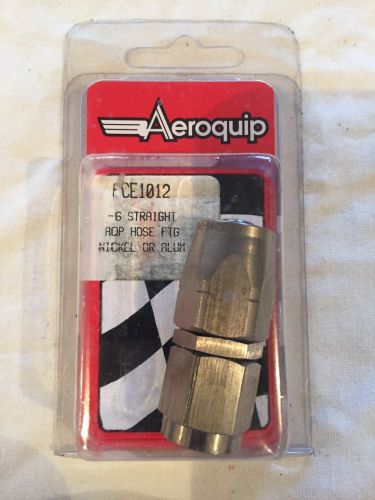 Aeroquip
FCE1012
-6 STRAIGHT
AQP HOSE FTG
NICKEL OR ALUM